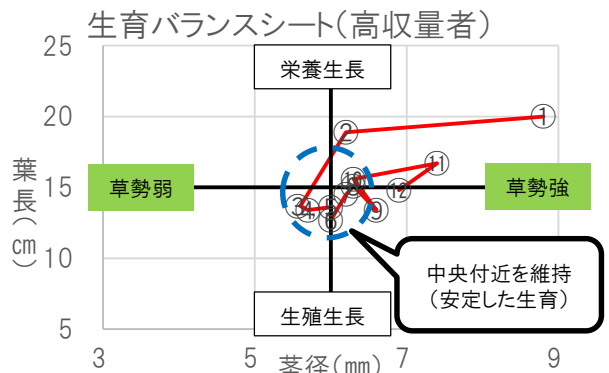 生育バランスシート(高収量者)
25
栄養生長
20
②
①
⑪
⑩
葉長(cm)
15
草勢弱
草勢強
⑫
③
④
⑨
中央付近を維持
(安定した生育)
10
生殖生長
5
3
5
7
9
茎径(mm)